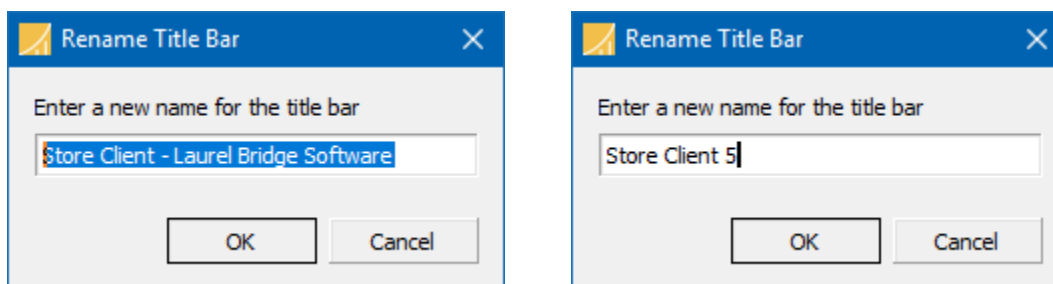 Rename Title Bar
Enter a new name for the title bar
Store Client - Laurel Bridge Software
OK Cancel
Rename Title Bar
Enter a new name for the title bar
Store Client 5
OK Cancel